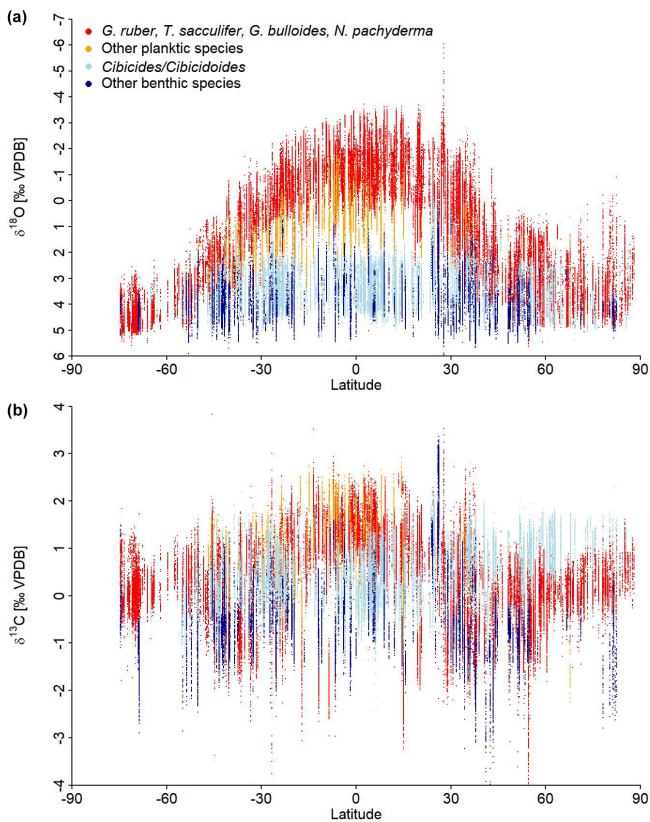 (a)
G. ruber, T. sacculifer, G. bulloides, N. pachyderma
Other planktic species
Cibicides/Cibicidoides
Other benthic species
-7
-6
-5
-4
-3
-2
-1
0
1
2
3
4
5
6
δ18O [‰ VPDB]
-90 -60 -30 0 30 60 90
Latitude
(b)
4
3
2
1
0
-1
-2
-3
-4
δ13C [‰ VPDB]
-90 -60 -30 0 30 60 90
Latitude